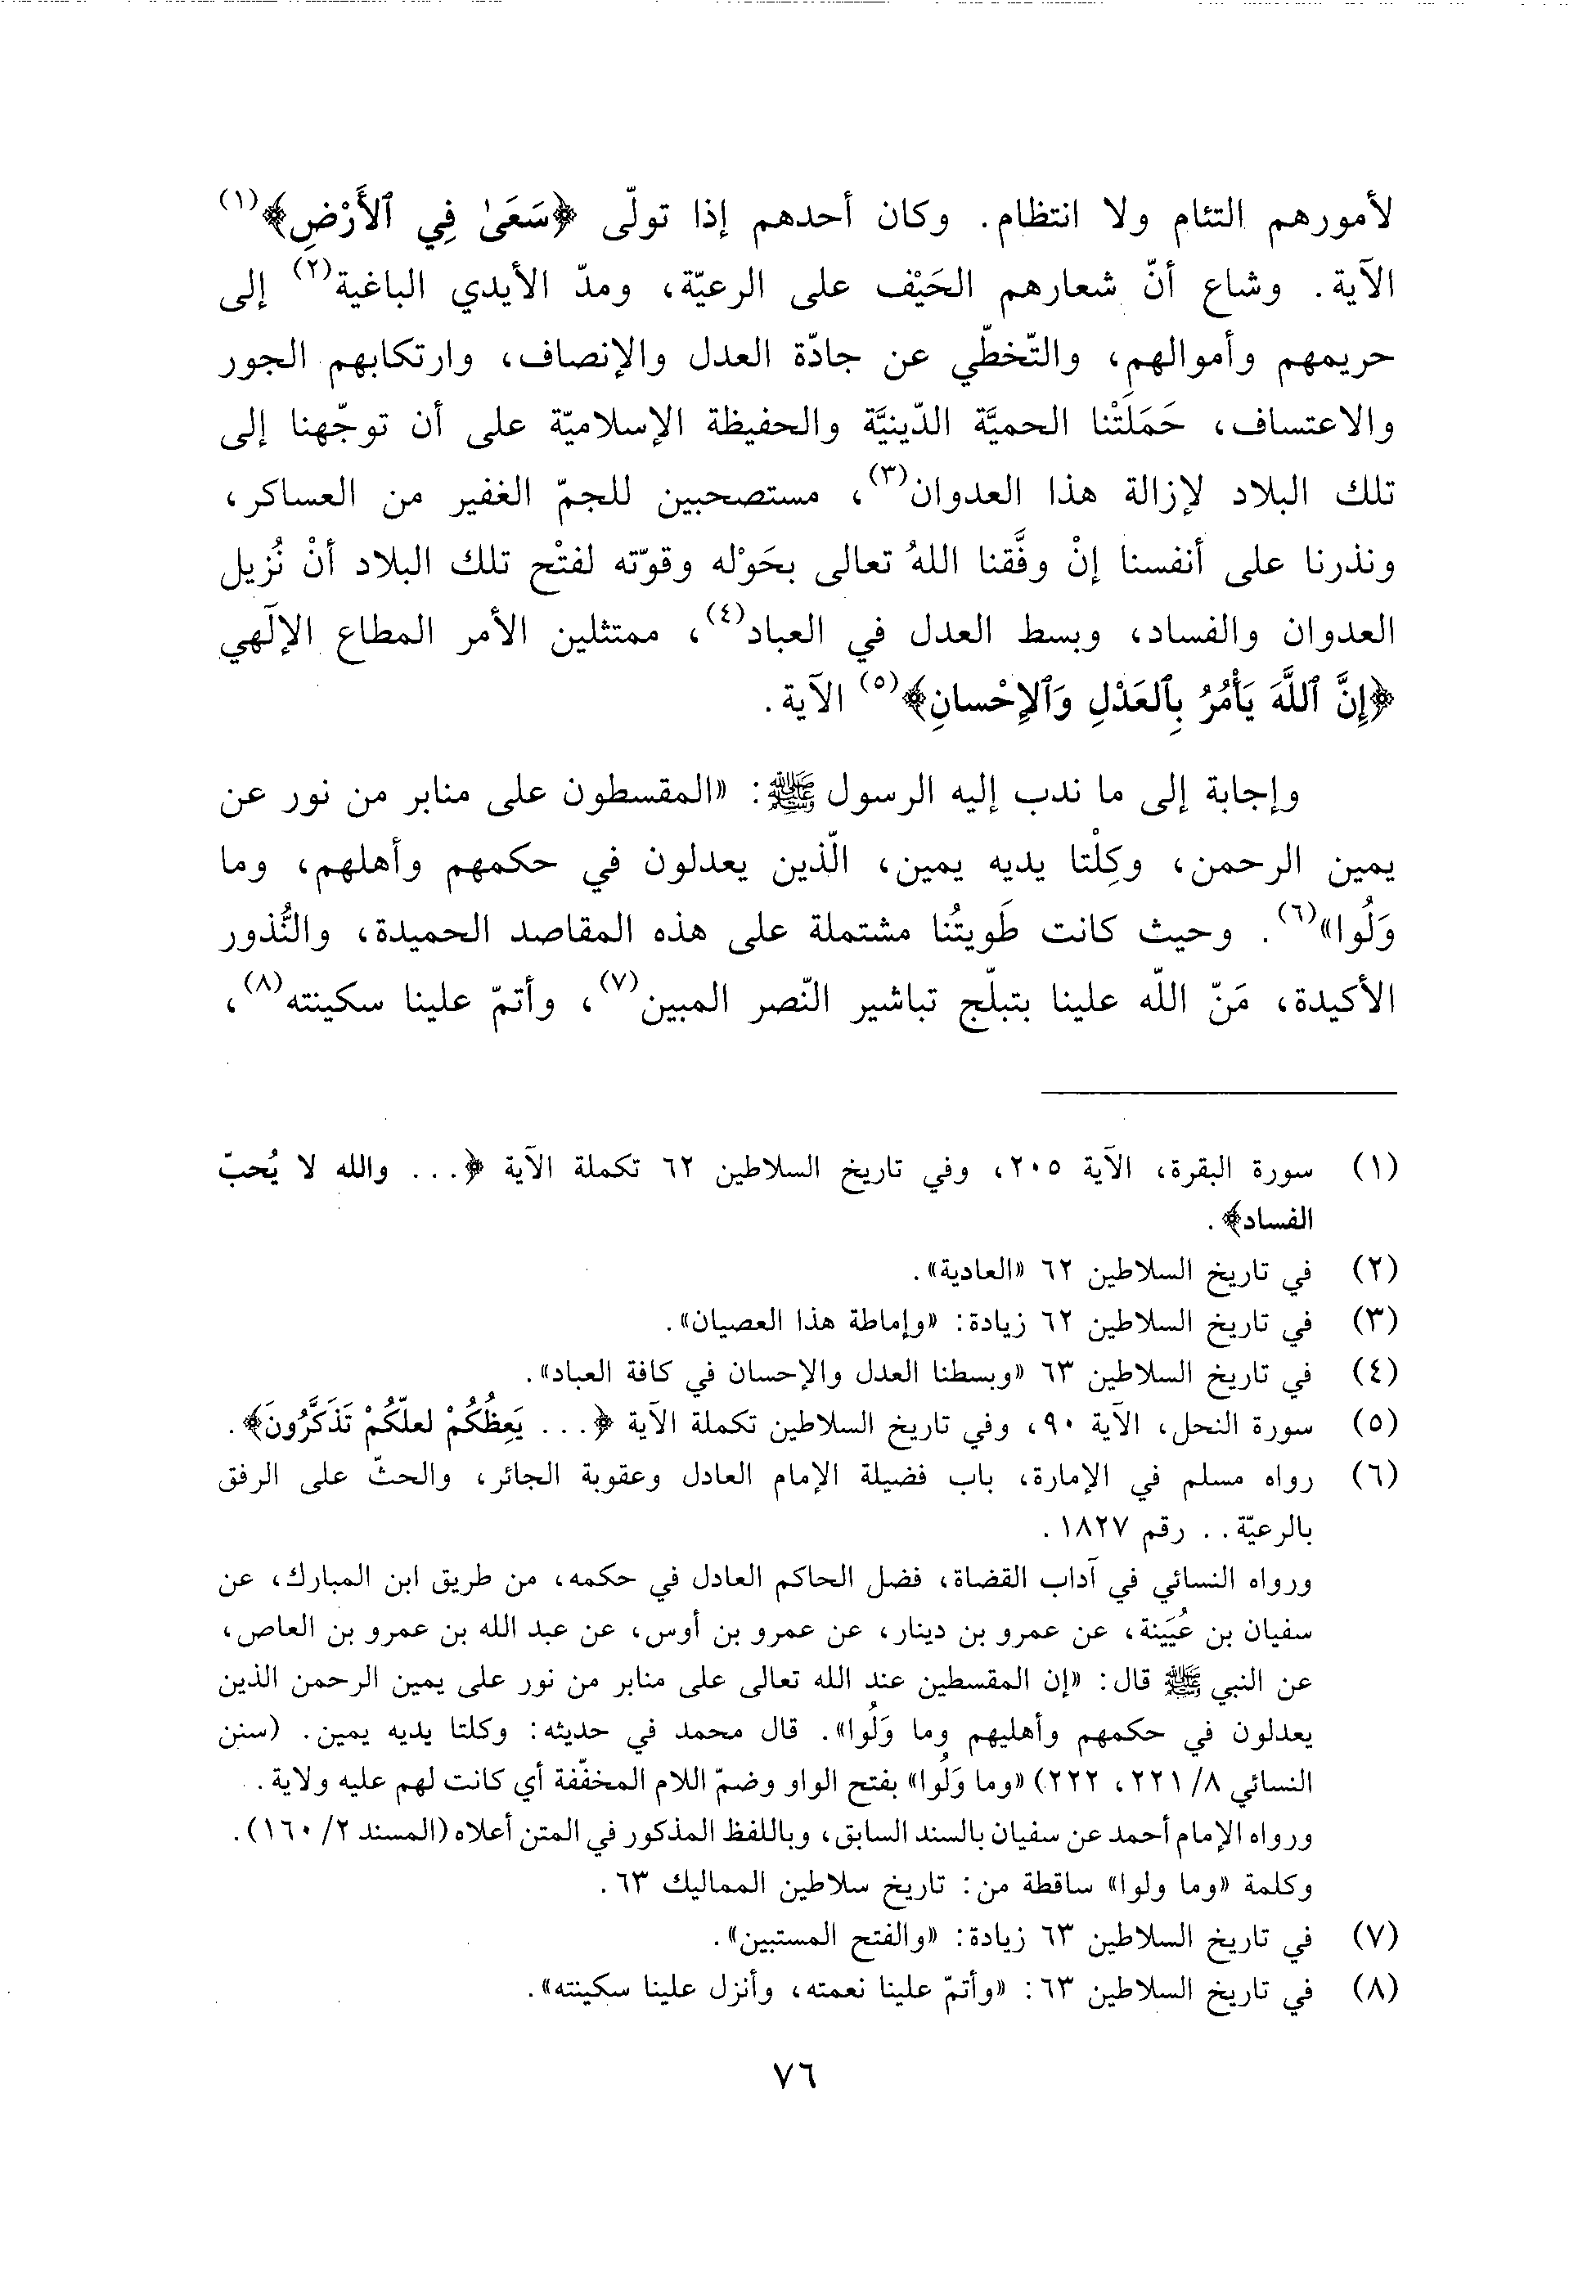 لأمورهم التئام ولا انتظام. وكان أحدهم إذا تولّى ﴿سَعَىٰ فِي ٱلأَرْضِ﴾(١)
الآية. وشاع أنّ شعارهم الحَيْف على الرعيّة، ومدّ الأيدي الباغية(٢) إلى
حريمهم وأموالهم، والتّخطّي عن جادّة العدل والإنصاف، وارتكابهم الجور
والاعتساف، حَمَلَتْنا الحميَّة الدّينيَّة والحفيظة الإسلاميّة على أن توجّهنا إلى
تلك البلاد لإزالة هذا العدوان(٣)، مستصحبين للجمّ الغفير من العساكر،
ونذرنا على أنفسنا إنْ وفَّقنا اللهُ تعالى بحَوْله وقوّته لفتْح تلك البلاد أنْ نُزيل
العدوان والفساد، وبسط العدل في العباد(٤)، ممتثلين الأمر المطاع الإلٓهي
﴿إِنَّ ٱللَّهَ يَأْمُرُ بِٱلعَدْلِ وَٱلإِحْسانِ﴾(٥) الآية.
وإجابة إلى ما ندب إليه الرسول ﷺ: «المقسطون على منابر من نور عن
يمين الرحمن، وكِلْتا يديه يمين، الّذين يعدلون في حكمهم وأهلهم، وما
وَلُوا»(٦). وحيث كانت طَويتُنا مشتملة على هذه المقاصد الحميدة، والنُّذور
الأكيدة، مَنّ اللّه علينا بتبلّج تباشير النّصر المبين(٧)، وأتمّ علينا سكينته(٨)،
(١) سورة البقرة، الآية ٢٠٥، وفي تاريخ السلاطين ٦٢ تكملة الآية ﴿... والله لا يُحبّ
الفساد﴾.
(٢) في تاريخ السلاطين ٦٢ «العادية».
(٣) في تاريخ السلاطين ٦٢ زيادة: «وإماطة هذا العصيان».
(٤) في تاريخ السلاطين ٦٣ «وبسطنا العدل والإحسان في كافة العباد».
(٥) سورة النحل، الآية ٩٠، وفي تاريخ السلاطين تكملة الآية ﴿... يَعِظُكُمْ لعلّكُمْ تَذَكَّرُونَ﴾.
(٦) رواه مسلم في الإمارة، باب فضيلة الإمام العادل وعقوبة الجائر، والحثّ على الرفق
بالرعيّة.. رقم ١٨٢٧.
ورواه النسائي في آداب القضاة، فضل الحاكم العادل في حكمه، من طريق ابن المبارك، عن
سفيان بن عُيَينة، عن عمرو بن دينار، عن عمرو بن أوس، عن عبد الله بن عمرو بن العاص،
عن النبي ﷺ قال: «إن المقسطين عند الله تعالى على منابر من نور على يمين الرحمن الذين
يعدلون في حكمهم وأهليهم وما وَلُوا». قال محمد في حديثه: وكلتا يديه يمين. (سنن
النسائي ٨/ ٢٢١، ٢٢٢) «وما وَلُوا» بفتح الواو وضمّ اللام المخفّفة أي كانت لهم عليه ولاية.
ورواه الإمام أحمد عن سفيان بالسند السابق، وباللفظ المذكور في المتن أعلاه (المسند ٢/ ١٦٠).
وكلمة «وما ولوا» ساقطة من: تاريخ سلاطين المماليك ٦٣.
(٧) في تاريخ السلاطين ٦٣ زيادة: «والفتح المستبين».
(٨) في تاريخ السلاطين ٦٣: «وأتمّ علينا نعمته، وأنزل علينا سكينته».
٧٦